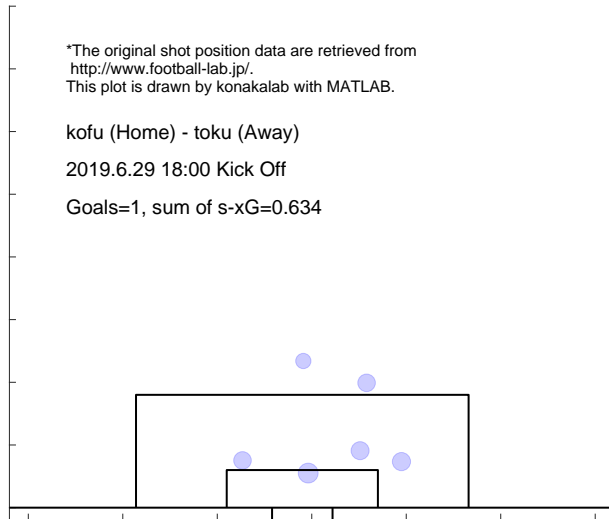 *The original shot position data are retrieved from
http://www.football-lab.jp/.
This plot is drawn by konakalab with MATLAB.
kofu (Home) - toku (Away)
2019.6.29 18:00 Kick Off
Goals=1, sum of s-xG=0.634